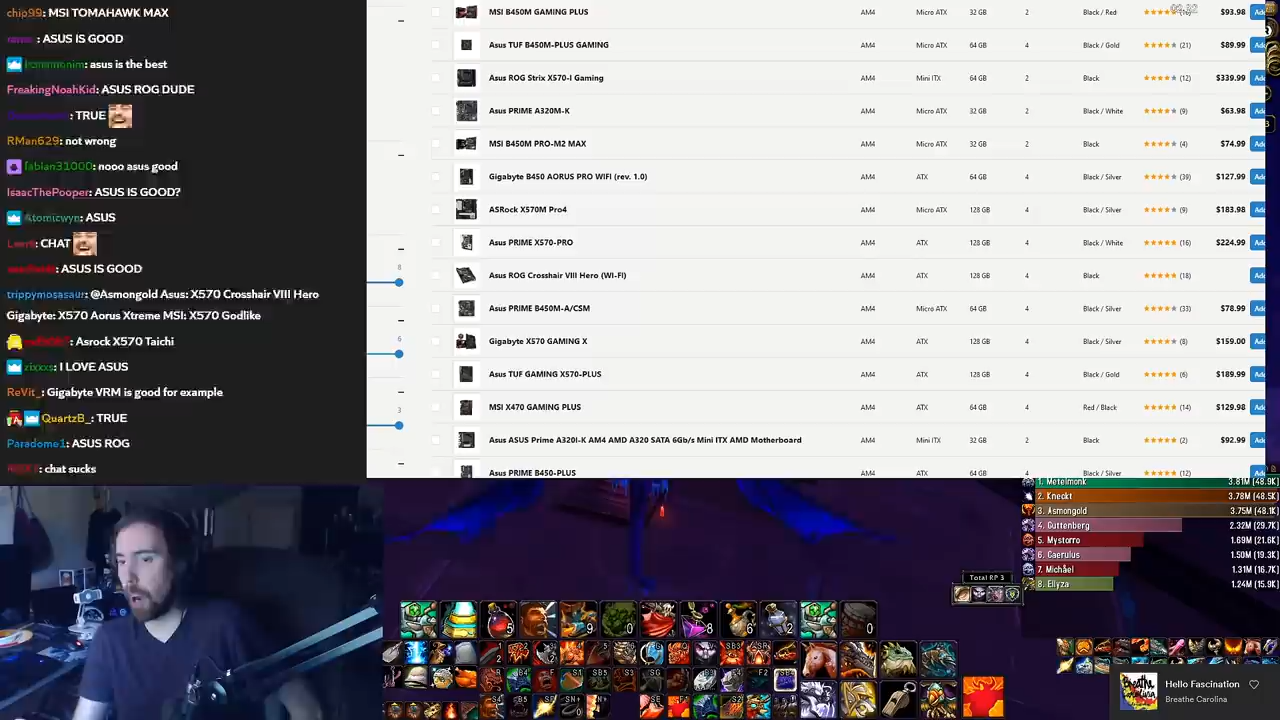 chip99: MSI TOMAHAWK MAX
: ASUS IS GOOD
: asus is the best
FreakingNoahKid: ASUS ROG DUDE
: TRUE
RMan629: not wrong
fabian31000: nooo asus good
IsaacThePooper: ASUS IS GOOD?
Atomicwyn: ASUS
: CHAT
: ASUS IS GOOD
trippymosasaur: @Asmongold Asus: X570 Crosshair VIII Hero
Gigabyte: X570 Aorus Xtreme MSI: X570 Godlike
: Asrock X570 Taichi
zixxxs: I LOVE ASUS
ReVit_: Gigabyte VRM is good for example
QuartzB_: TRUE
Paradome1: ASUS ROG
: chat sucks
8
6
3
MSI B450M GAMING PLUS AM4 Micro ATX 32 GB 2 Black / Red $93.98
Asus TUF B450M-PLUS GAMING AM4 Micro ATX 64 GB 4 Black / Gold (21) $89.99
Asus ROG Strix X570-I Gaming AM4 Mini ITX 64 GB 2 Black (12) $339.99
Asus PRIME A320M-K AM4 Micro ATX 32 GB 2 Black / White (9) $63.98
MSI B450M PRO-M2 MAX AM4 Micro ATX 32 GB 2 Black (4) $74.99
Gigabyte B450 AORUS PRO WIFI (rev. 1.0) AM4 ATX 64 GB 4 Black / Silver (39) $127.99
ASRock X570M Pro4 AM4 Micro ATX 128 GB 4 Black / Silver (9) $183.98
Asus PRIME X570-PRO AM4 ATX 128 GB 4 Black / White (16) $224.99
Asus ROG Crosshair VIII Hero (WI-FI) AM4 ATX 128 GB 4 Black (18)
Asus PRIME B450M-A/CSM AM4 Micro ATX 128 GB 4 Black / Silver (33) $78.99
Gigabyte X570 GAMING X AM4 ATX 128 GB 4 Black / Silver (8) $159.00
Asus TUF GAMING X570-PLUS AM4 ATX 128 GB 4 Black / Gold (6) $189.99
MSI X470 GAMING PLUS AM4 ATX 64 GB 4 Red / Black (14) $129.98
Asus ASUS Prime A320I-K AM4 AMD A320 SATA 6Gb/s Mini ITX AMD Motherboard AM4 Mini ITX 32 GB 2 Black (2) $92.99
Asus PRIME B450-PLUS AM4 ATX 64 GB 4 Black / Silver (12)
1. Meteimonk 3.81M (48.9K)
2. Kneckt 3.78M (48.5K)
3. Asmongold 3.75M (48.1K)
4. Guttenberg 2.32M (29.7K)
5. Mystorro 1.69M (21.6K)
6. Caerulus 1.50M (19.3K)
7. Michåel 1.31M (16.7K)
8. Eilyza 1.24M (15.9K)
Total RP 3
Hello Fascination
Breathe Carolina